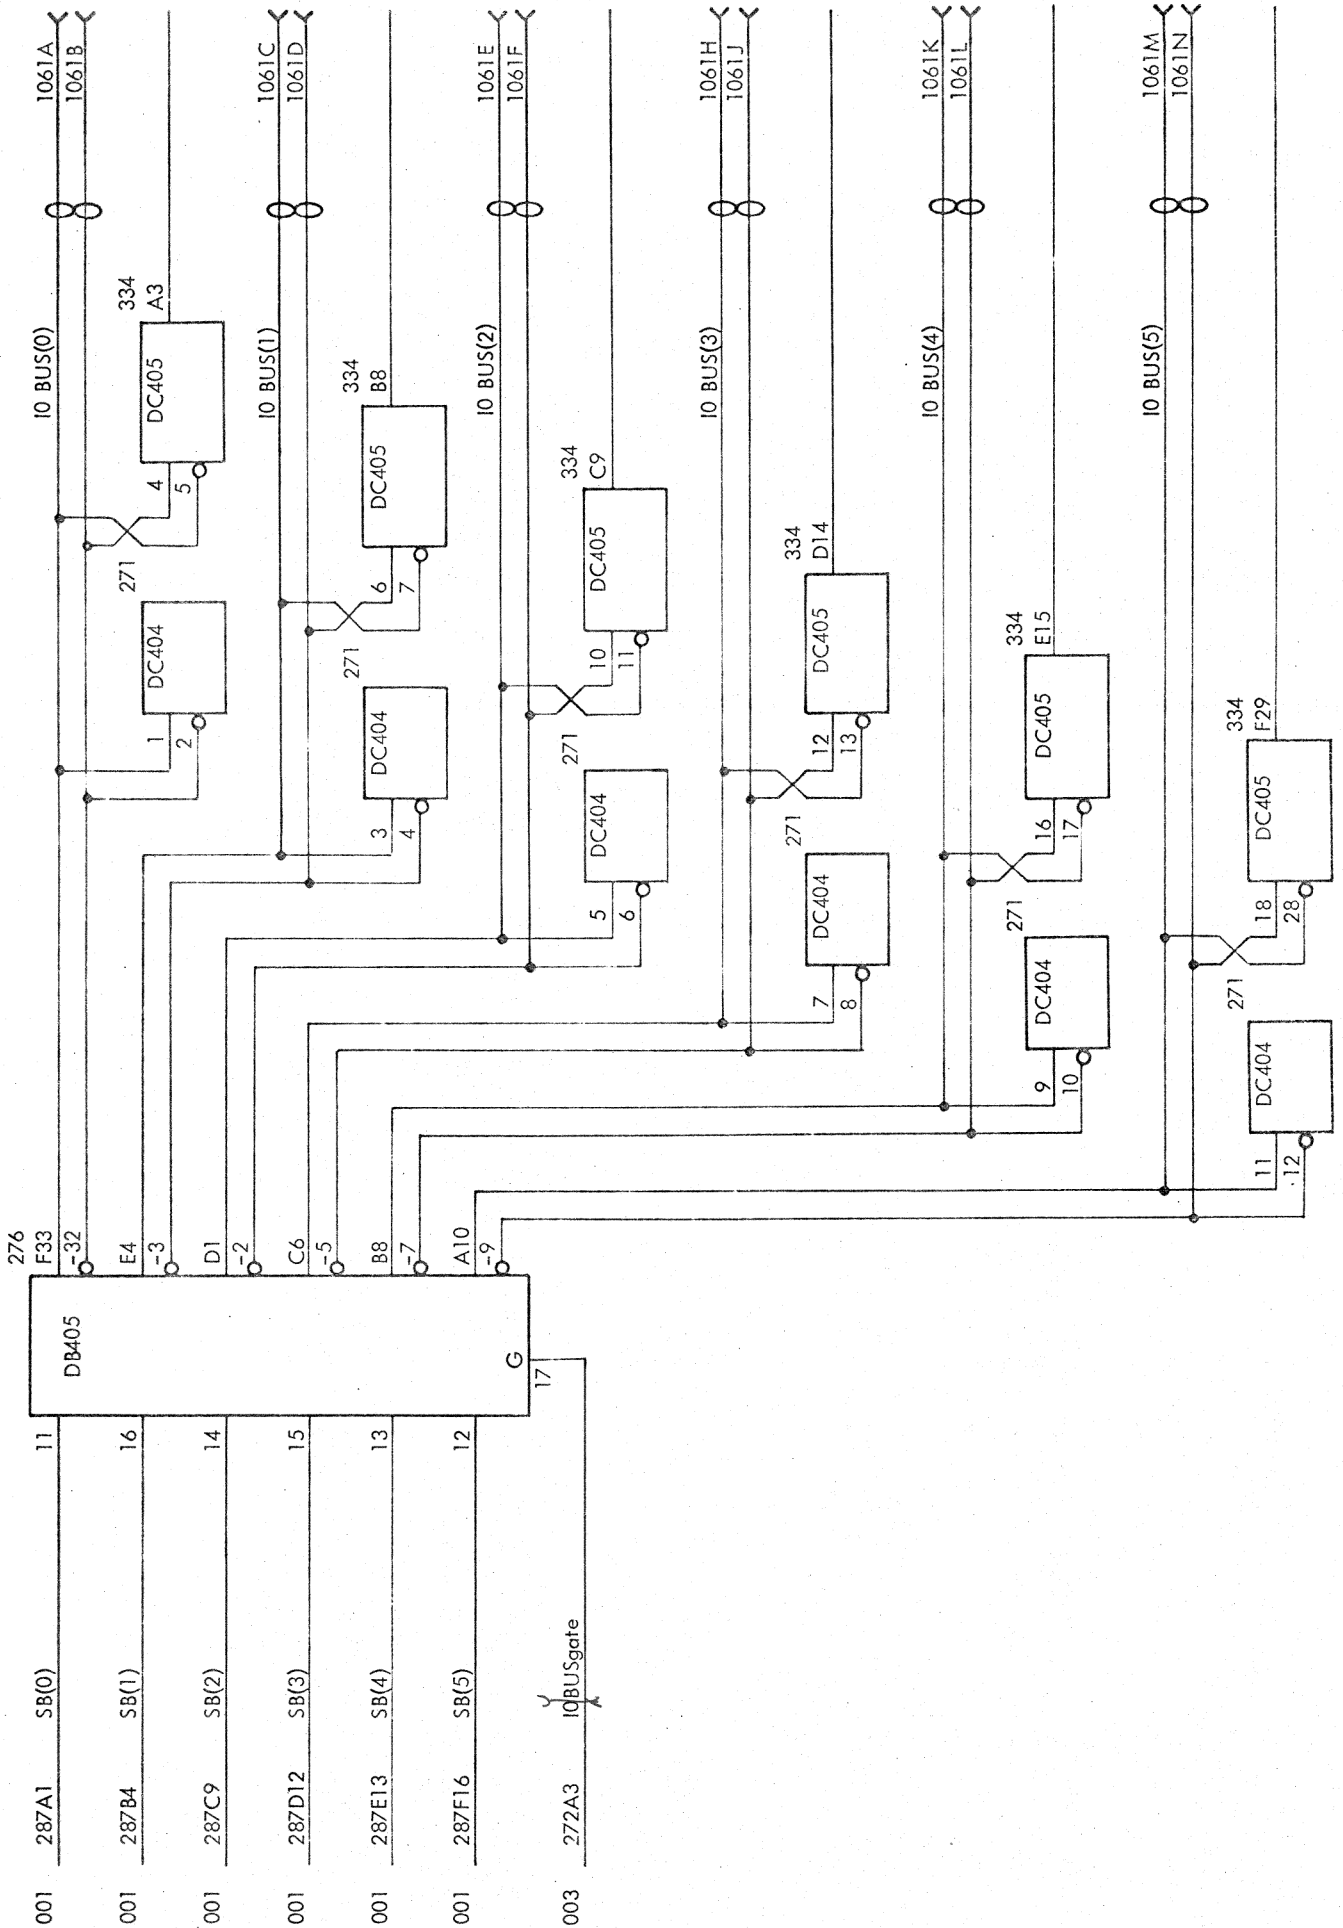 001 287A1 SB(0) 11
001 287B4 SB(1) 16
001 287C9 SB(2) 14
001 287D12 SB(3) 15
001 287E13 SB(4) 13
001 287F16 SB(5) 12
003 272A3 IOBUSgate 17
DB405
G
276
F33
-32
E4
-3
D1
-2
C6
-5
B8
-7
A10
-9
IO BUS(0) 1061A
1061B
271
DC404
1
2
334
DC405
4
5
A3
IO BUS(1) 1061C
1061D
271
DC404
3
4
334
DC405
6
7
B8
IO BUS(2) 1061E
1061F
271
DC404
5
6
334
DC405
10
11
C9
IO BUS(3) 1061H
1061J
271
DC404
7
8
334
DC405
12
13
D14
IO BUS(4) 1061K
1061L
271
DC404
9
10
334
DC405
16
17
E15
IO BUS(5) 1061M
1061N
271
DC404
11
12
334
DC405
18
28
F29